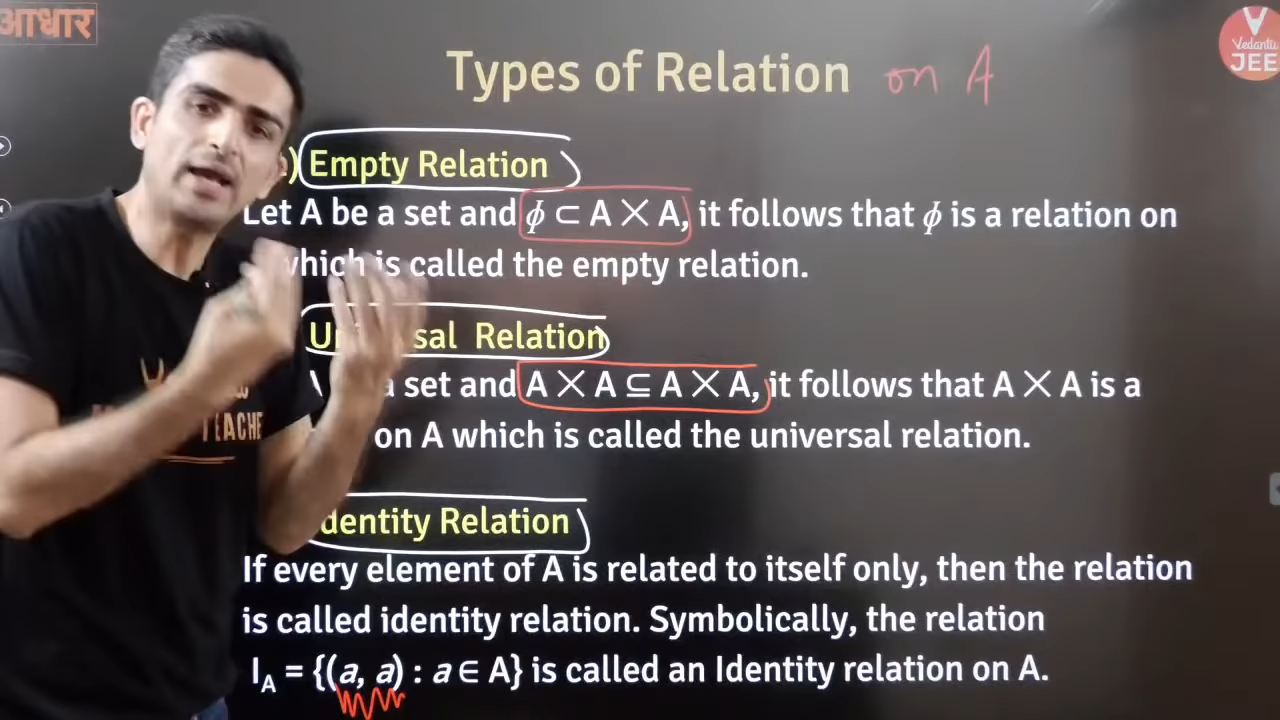 आधार
Vedantu
JEE
Types of Relation on A
Empty Relation
Let A be a set and ϕ ⊂ A × A, it follows that ϕ is a relation on
which is called the empty relation.
Relation
a set and A × A ⊆ A × A, it follows that A × A is a
on A which is called the universal relation.
Identity Relation
If every element of A is related to itself only, then the relation
is called identity relation. Symbolically, the relation
I_A = {(a, a) : a ∈ A} is called an Identity relation on A.